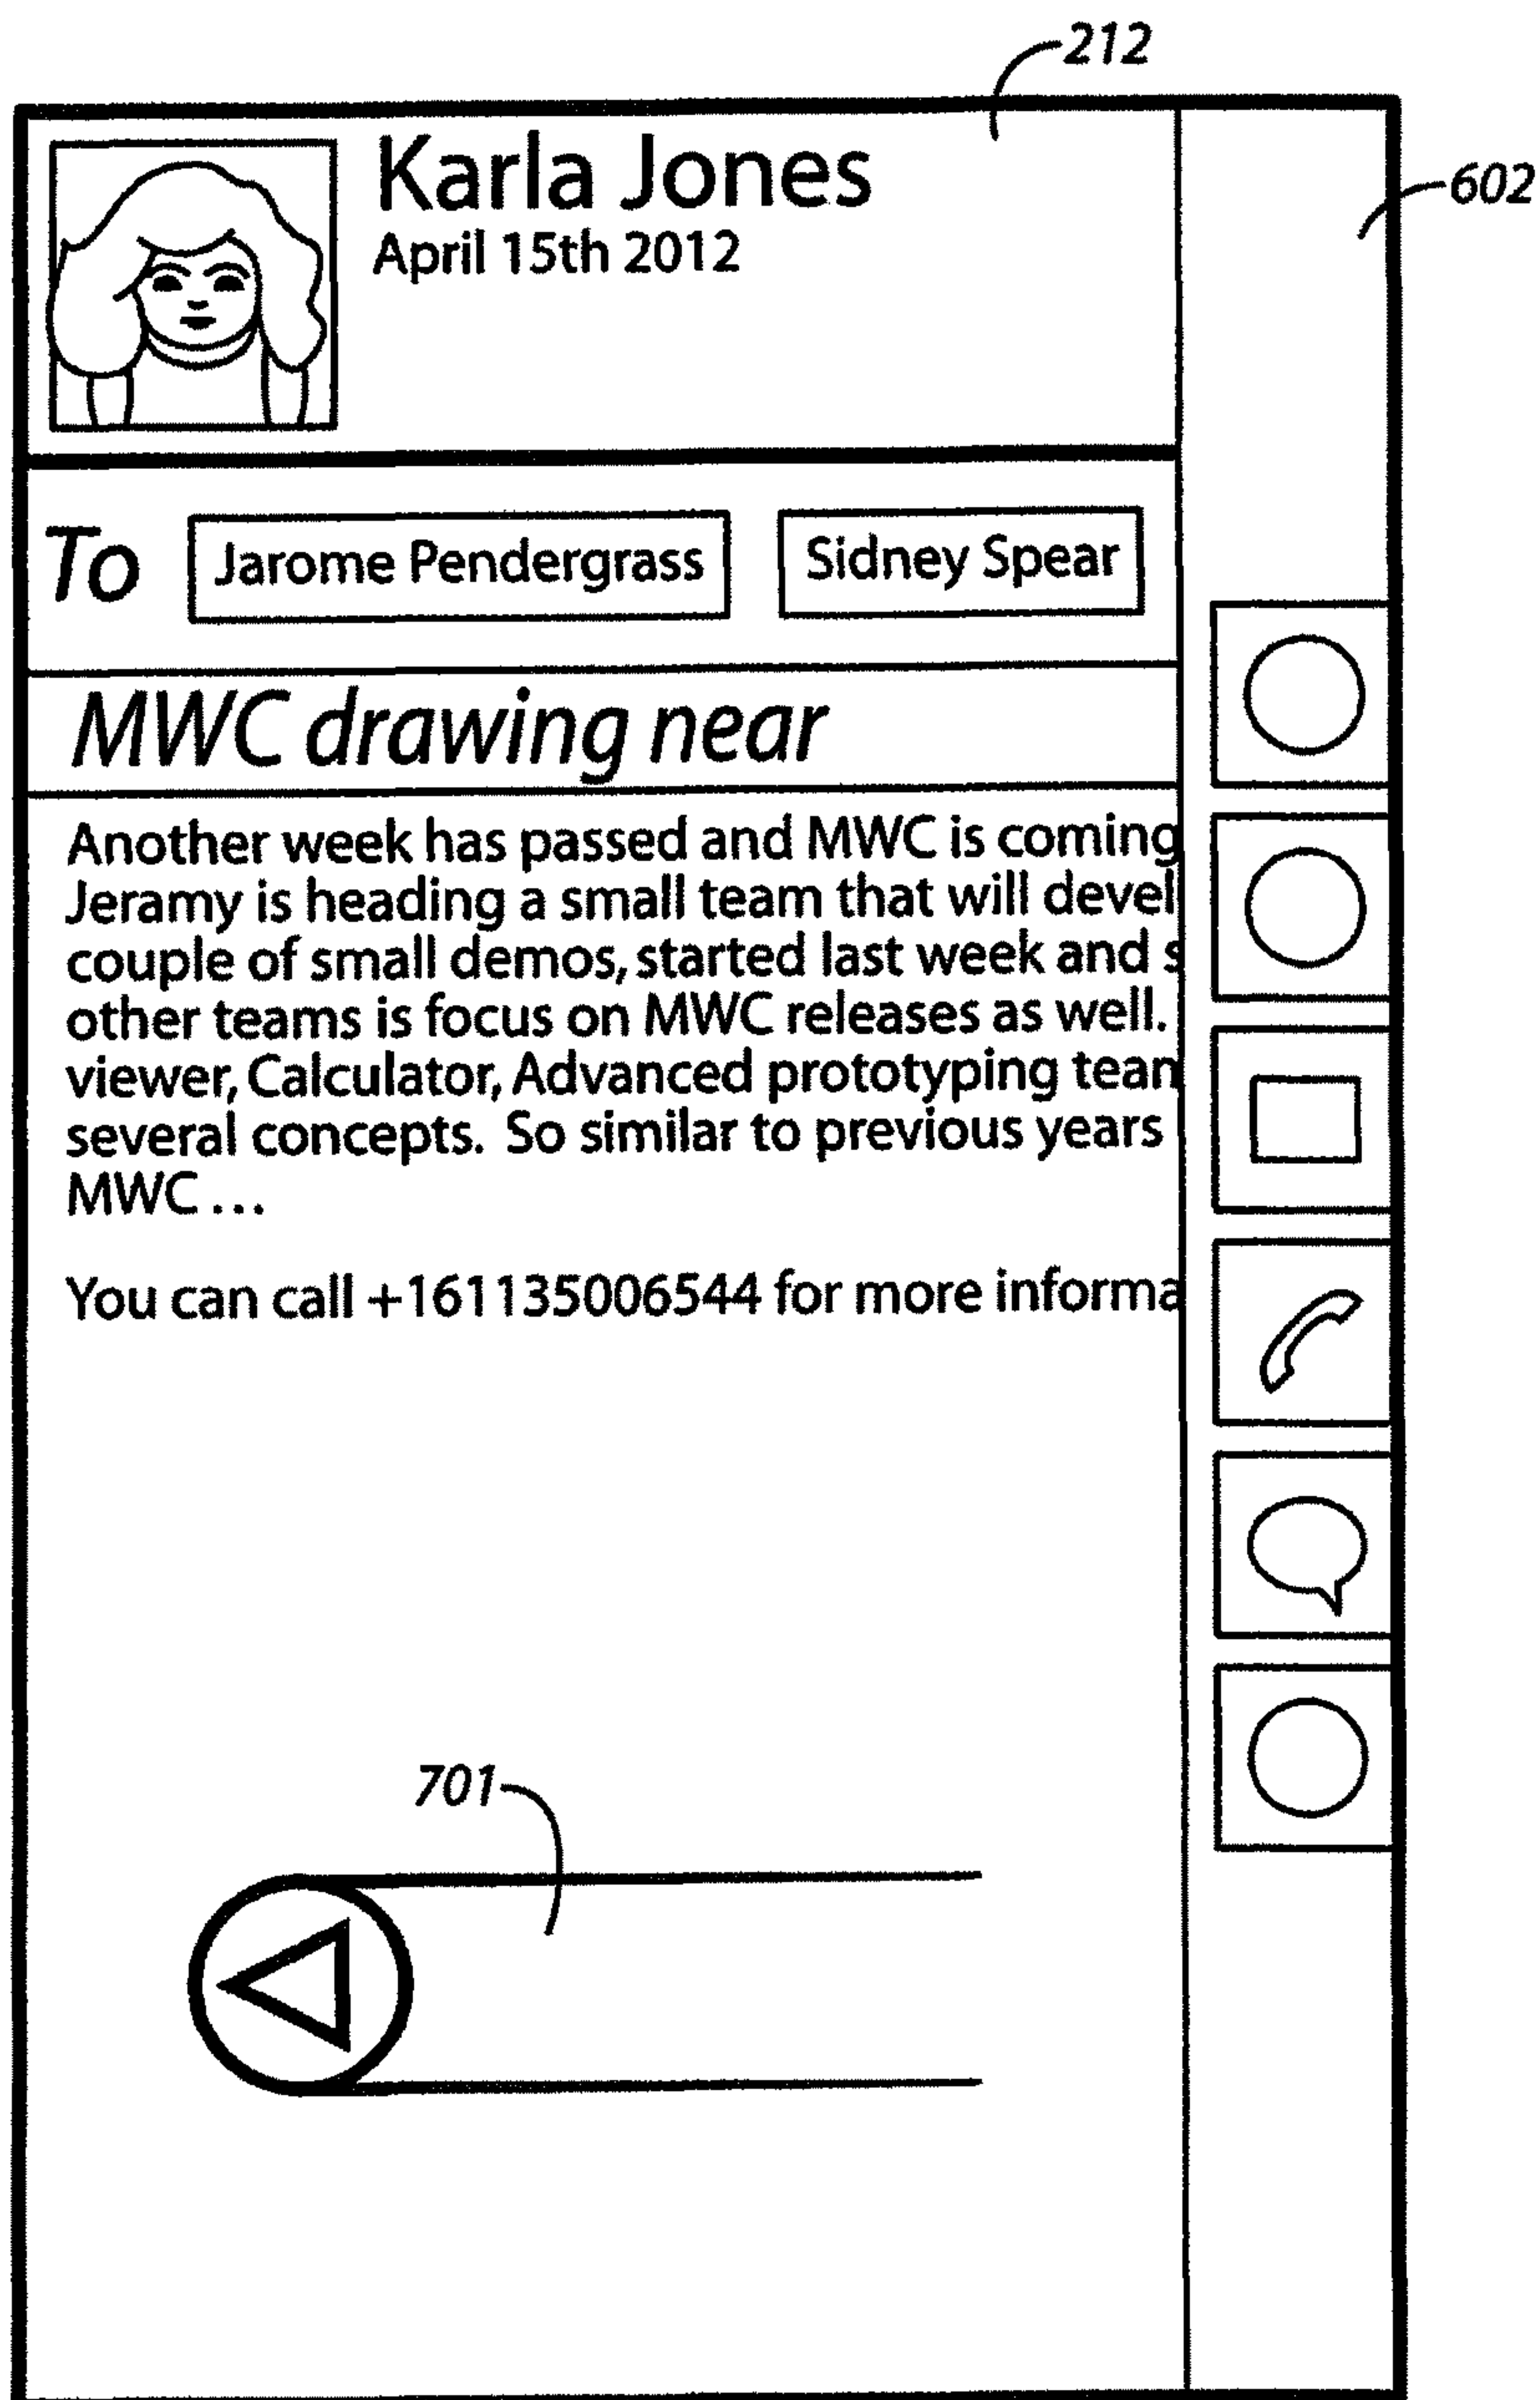 212
602
Karla Jones
April 15th 2012
To Jarome Pendergrass Sidney Spear
MWC drawing near
Another week has passed and MWC is coming
Jeramy is heading a small team that will devel
couple of small demos, started last week and s
other teams is focus on MWC releases as well.
viewer, Calculator, Advanced prototyping team
several concepts. So similar to previous years
MWC...
You can call +161135006544 for more informa
701